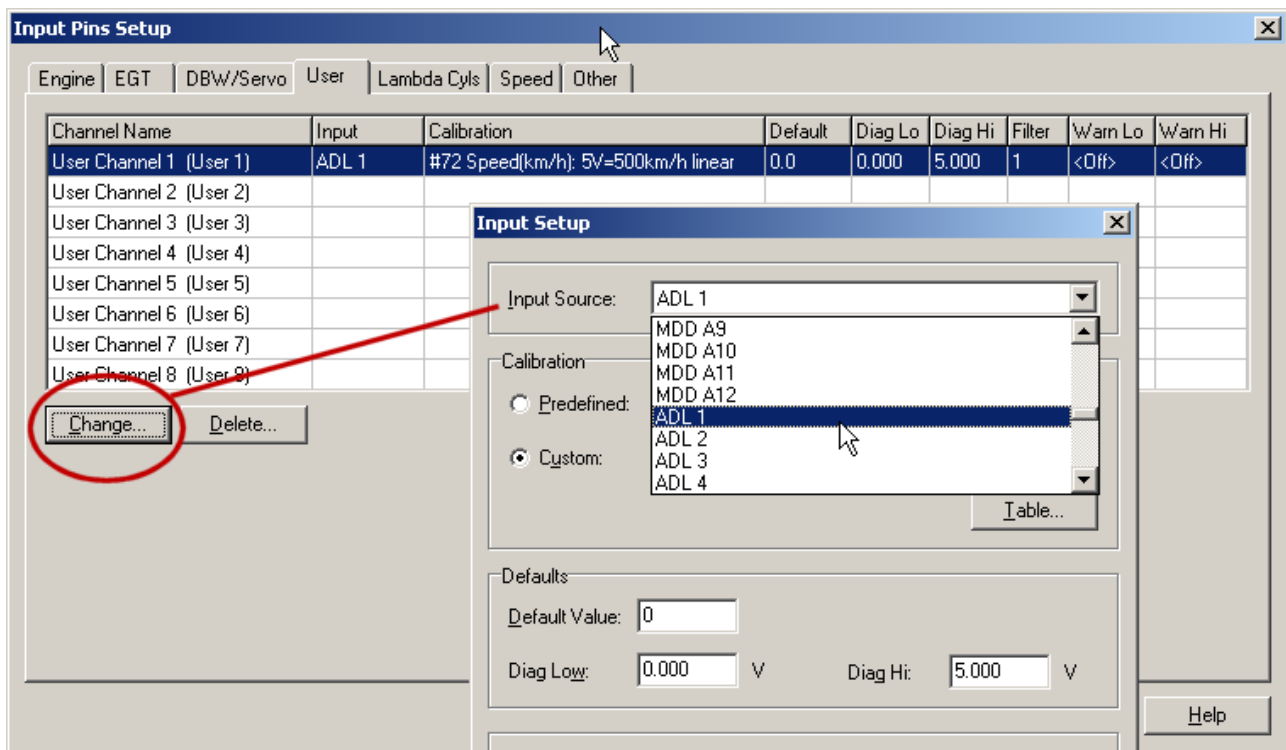 Input Pins Setup
Engine EGT DBW/Servo User Lambda Cyls Speed Other
Channel Name Input Calibration Default Diag Lo Diag Hi Filter Warn Lo Warn Hi
User Channel 1 (User 1) ADL 1 #72 Speed(km/h): 5V=500km/h linear 0.0 0.000 5.000 1 <Off> <Off>
User Channel 2 (User 2)
User Channel 3 (User 3)
User Channel 4 (User 4)
User Channel 5 (User 5)
User Channel 6 (User 6)
User Channel 7 (User 7)
User Channel 8 (User 9)
Change... Delete...
Input Setup
Input Source: ADL 1
MDD A9
MDD A10
MDD A11
MDD A12
ADL 1
ADL 2
ADL 3
ADL 4
Calibration
Predefined:
Custom:
Table...
Defaults
Default Value: 0
Diag Low: 0.000 V Diag Hi: 5.000 V
Help